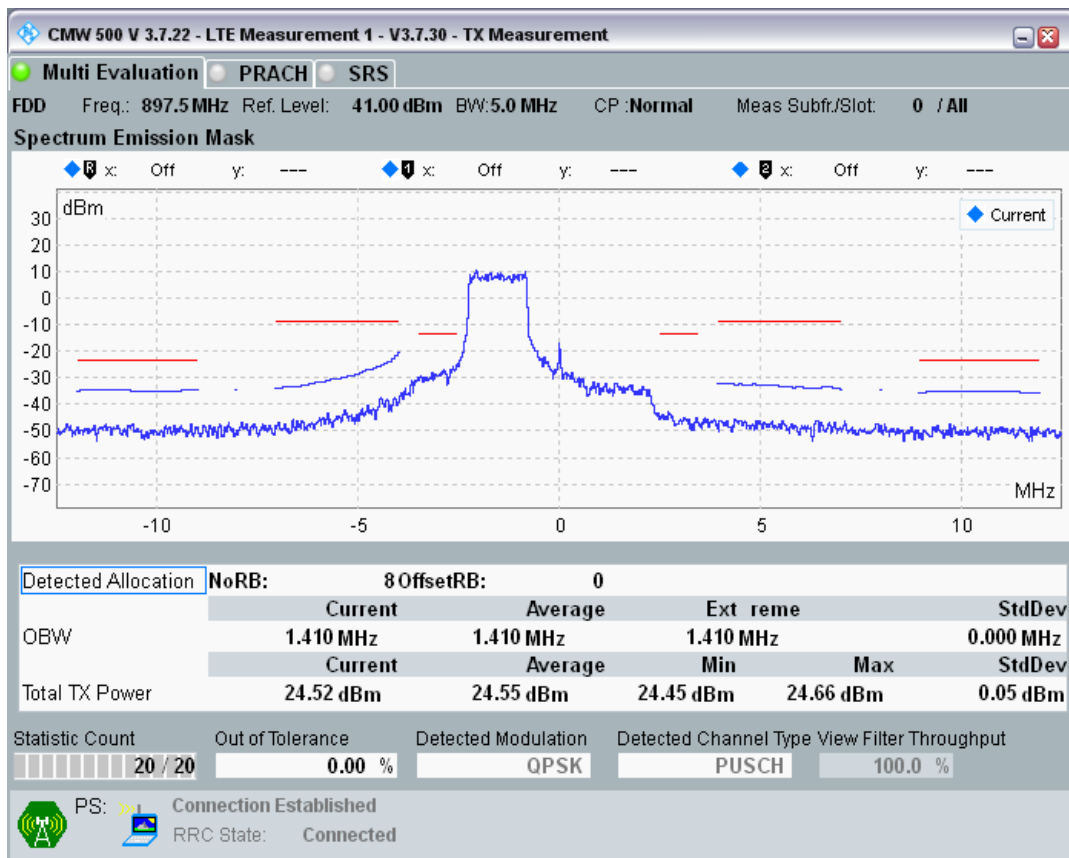 CMW 500 V 3.7.22 - LTE Measurement 1 - V3.7.30 - TX Measurement
Multi Evaluation PRACH SRS
FDD Freq.: 897.5 MHz Ref. Level: 41.00 dBm BW:5.0 MHz CP :Normal Meas Subfr./Slot: 0 / All
Spectrum Emission Mask
R x: Off y: --- 1 x: Off y: --- 2 x: Off y: ---
dBm
Current
30
20
10
0
-10
-20
-30
-40
-50
-60
-70
MHz
-10 -5 0 5 10
Detected Allocation NoRB: 8 OffsetRB: 0
Current Average Ext reme StdDev
OBW 1.410 MHz 1.410 MHz 1.410 MHz 0.000 MHz
Current Average Min Max StdDev
Total TX Power 24.52 dBm 24.55 dBm 24.45 dBm 24.66 dBm 0.05 dBm
Statistic Count Out of Tolerance Detected Modulation Detected Channel Type View Filter Throughput
20 / 20 0.00 % QPSK PUSCH 100.0 %
PS: Connection Established
RRC State: Connected